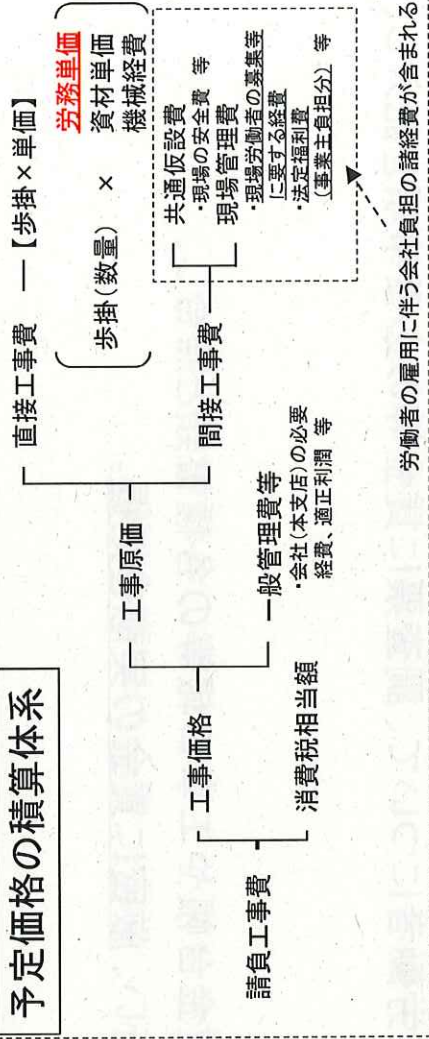 予定価格の積算体系
請負工事費
工事価格
消費税相当額
工事原価
一般管理費等
・会社(本支店)の必要
経費、適正利潤 等
直接工事費 ― 【歩掛×単価】
歩掛(数量) ×
労務単価
資材単価
機械経費
間接工事費
共通仮設費
・現場の安全費 等
現場管理費
・現場労働者の募集等
に要する経費
・法定福利費
(事業主負担分) 等
労働者の雇用に伴う会社負担の諸経費が含まれる